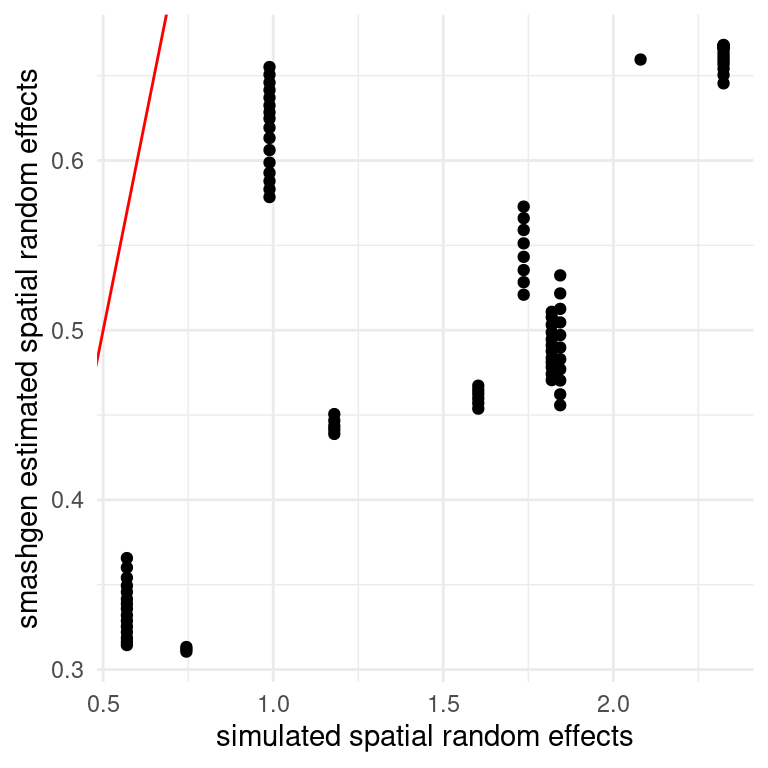 smashgen estimated spatial random effects
0.6
0.5
0.4
0.3
0.5 1.0 1.5 2.0
simulated spatial random effects